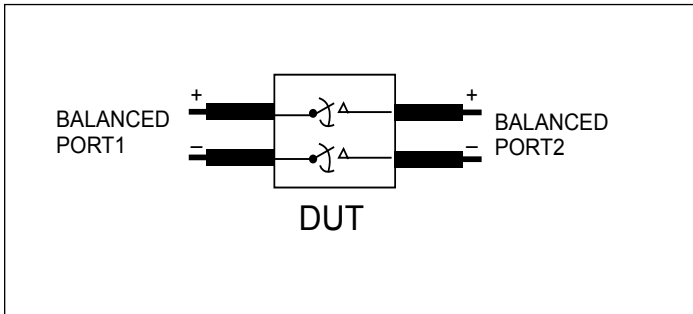 +
+
BALANCED
PORT1
BALANCED
PORT2
–
–
DUT